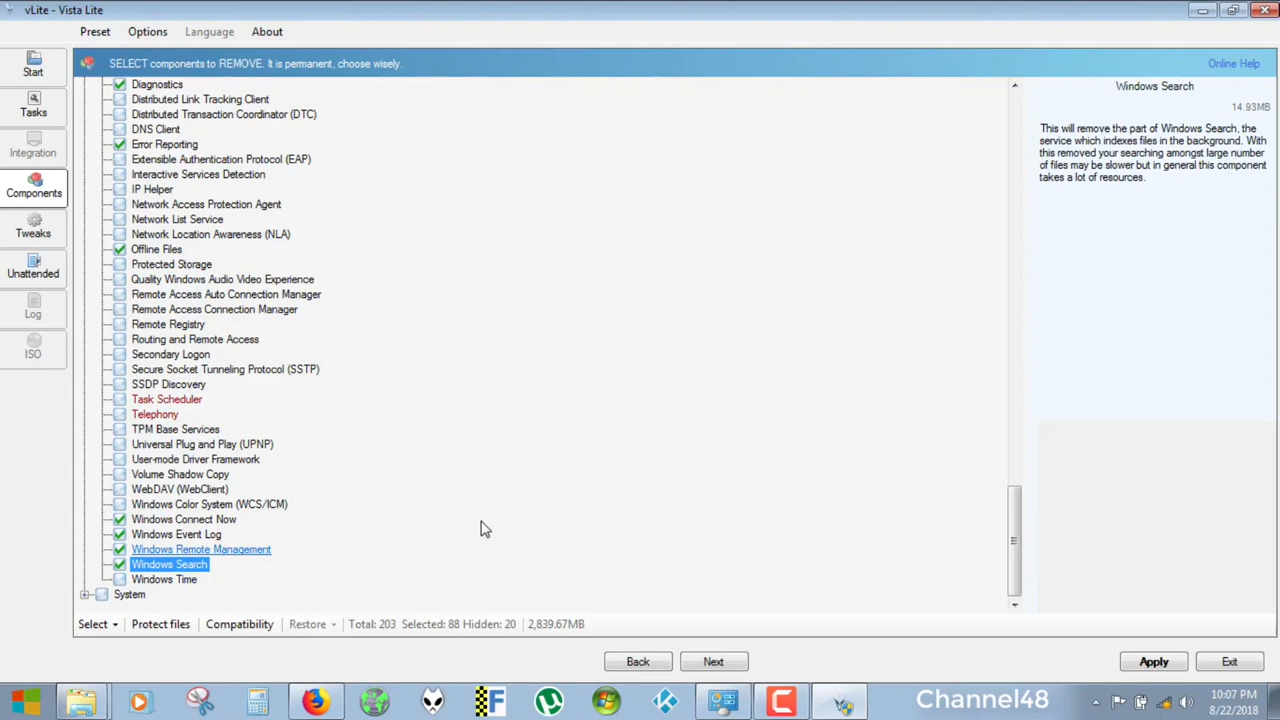 vLite - Vista Lite
Preset Options Language About
Start
Tasks
Integration
Components
Tweaks
Unattended
Log
ISO
SELECT components to REMOVE. It is permanent, choose wisely.
Online Help
Diagnostics
Distributed Link Tracking Client
Distributed Transaction Coordinator (DTC)
DNS Client
Error Reporting
Extensible Authentication Protocol (EAP)
Interactive Services Detection
IP Helper
Network Access Protection Agent
Network List Service
Network Location Awareness (NLA)
Offline Files
Protected Storage
Quality Windows Audio Video Experience
Remote Access Auto Connection Manager
Remote Access Connection Manager
Remote Registry
Routing and Remote Access
Secondary Logon
Secure Socket Tunneling Protocol (SSTP)
SSDP Discovery
Task Scheduler
Telephony
TPM Base Services
Universal Plug and Play (UPNP)
User-mode Driver Framework
Volume Shadow Copy
WebDAV (WebClient)
Windows Color System (WCS/ICM)
Windows Connect Now
Windows Event Log
Windows Remote Management
Windows Search
Windows Time
System
Windows Search
14.93MB
This will remove the part of Windows Search, the
service which indexes files in the background. With
this removed your searching amongst large number
of files may be slower but in general this component
takes a lot of resources.
Select Protect files Compatibility Restore Total: 203 Selected: 88 Hidden: 20 2,839.67MB
Back Next Apply Exit
Channel48
10:07 PM
8/22/2018